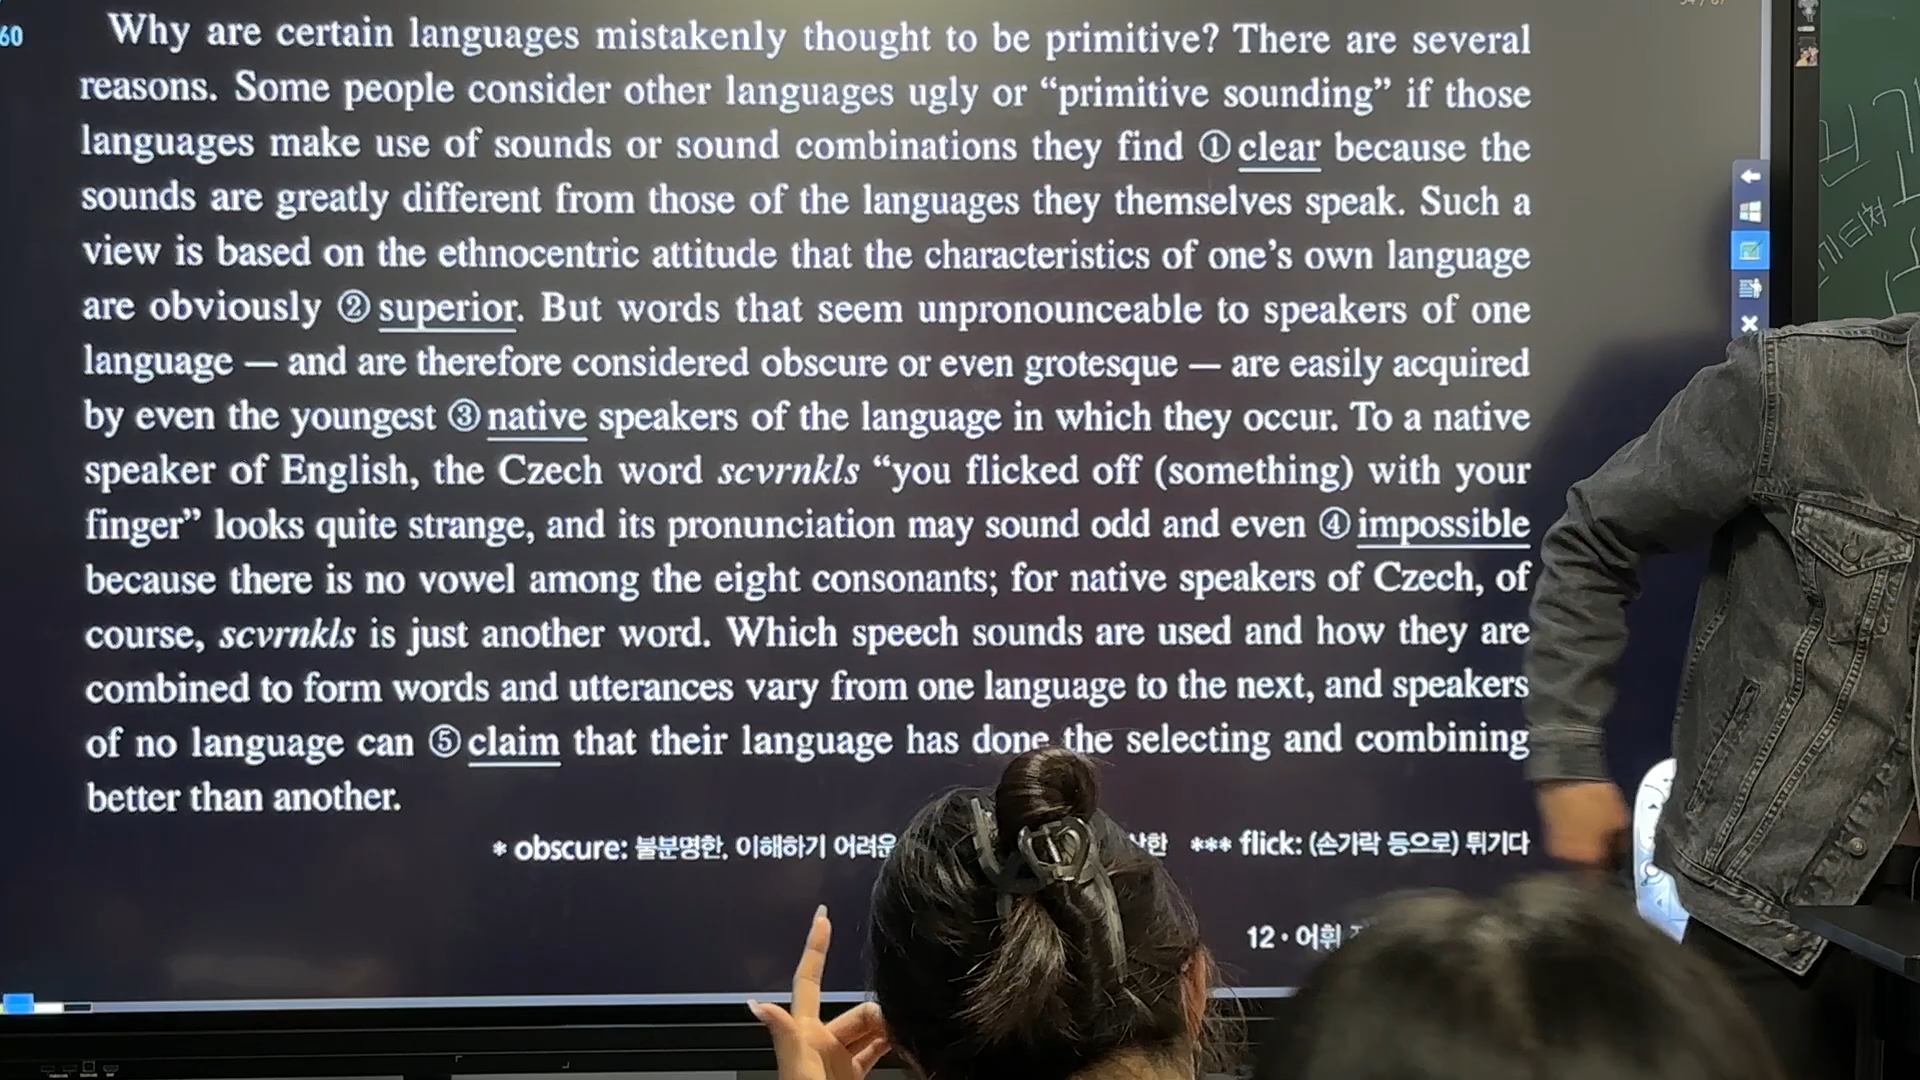 60
Why are certain languages mistakenly thought to be primitive? There are several
reasons. Some people consider other languages ugly or “primitive sounding” if those
languages make use of sounds or sound combinations they find ① clear because the
sounds are greatly different from those of the languages they themselves speak. Such a
view is based on the ethnocentric attitude that the characteristics of one’s own language
are obviously ② superior. But words that seem unpronounceable to speakers of one
language — and are therefore considered obscure or even grotesque — are easily acquired
by even the youngest ③ native speakers of the language in which they occur. To a native
speaker of English, the Czech word scvrnkls “you flicked off (something) with your
finger” looks quite strange, and its pronunciation may sound odd and even ④ impossible
because there is no vowel among the eight consonants; for native speakers of Czech, of
course, scvrnkls is just another word. Which speech sounds are used and how they are
combined to form words and utterances vary from one language to the next, and speakers
of no language can ⑤ claim that their language has done the selecting and combining
better than another.
* obscure: 불분명한, 이해하기 어려운 *** flick: (손가락 등으로) 튀기다
12 · 어휘